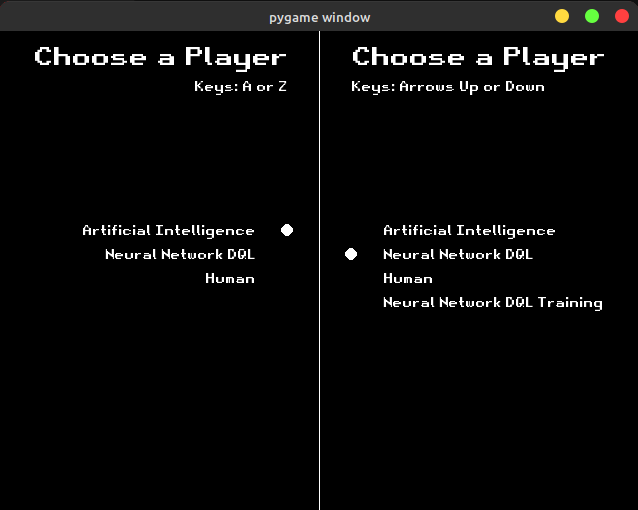 pygame window
Choose a Player
Keys: A or Z
Artificial Intelligence
Neural Network DQL
Human
Choose a Player
Keys: Arrows Up or Down
Artificial Intelligence
Neural Network DQL
Human
Neural Network DQL Training